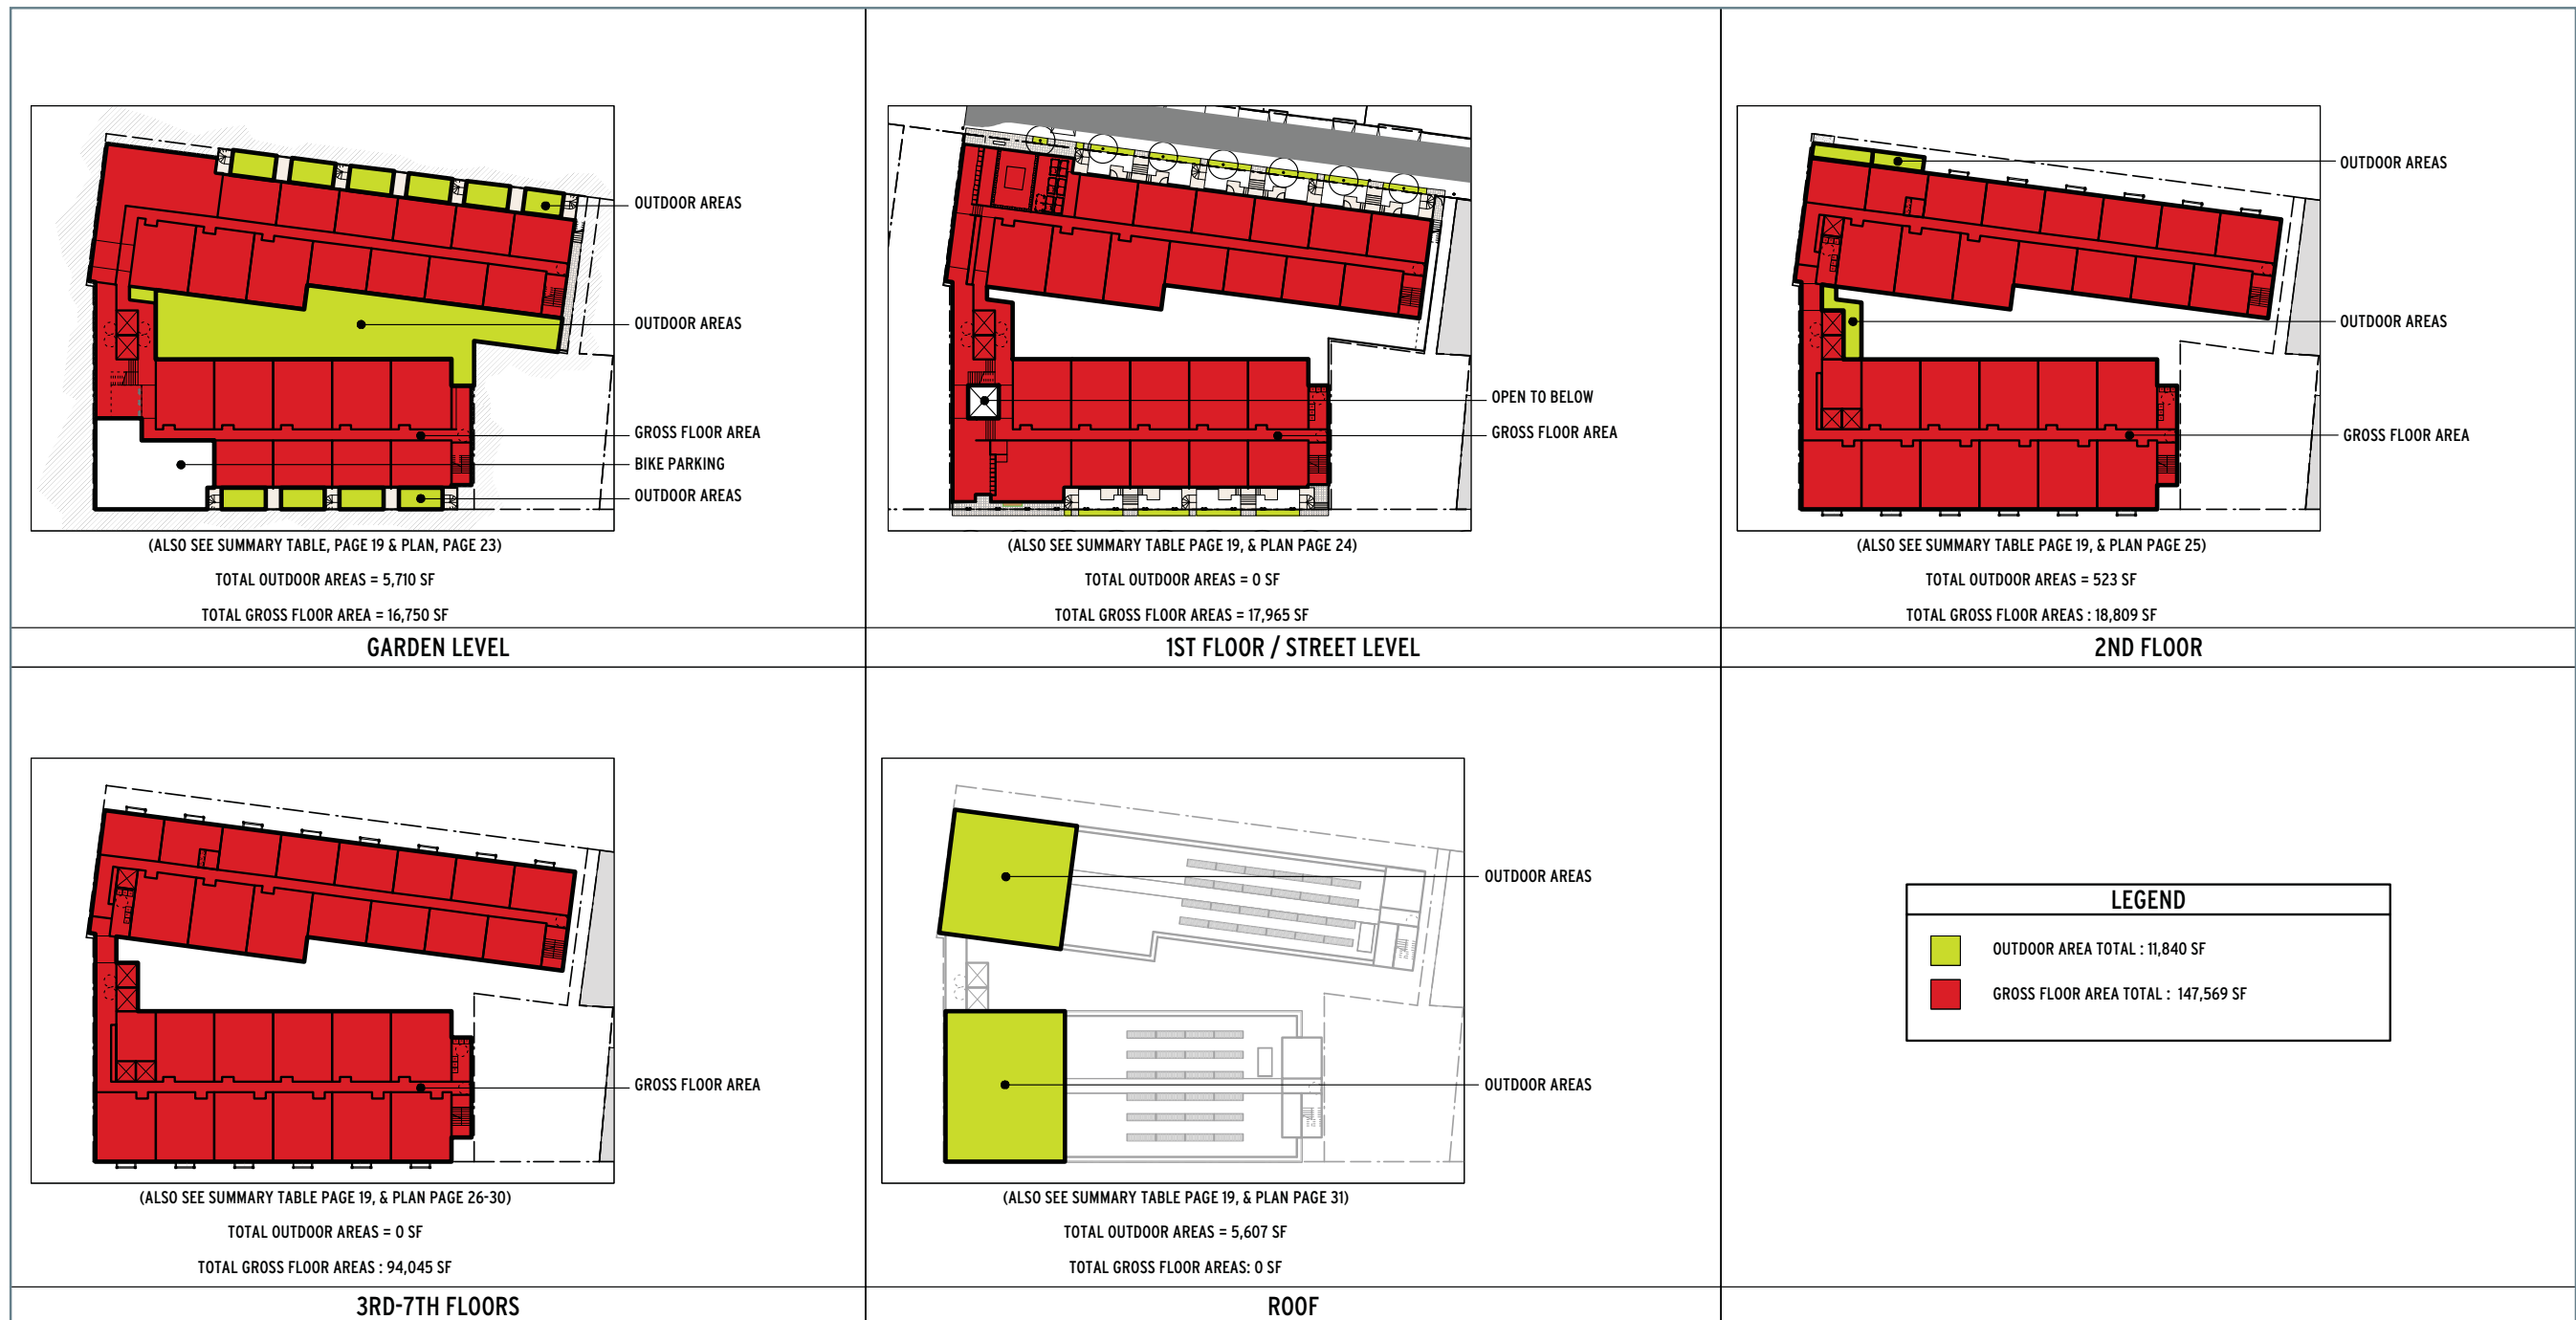 OUTDOOR AREAS
OUTDOOR AREAS
GROSS FLOOR AREA
BIKE PARKING
OUTDOOR AREAS
(ALSO SEE SUMMARY TABLE, PAGE 19 & PLAN, PAGE 23)
TOTAL OUTDOOR AREAS = 5,710 SF
TOTAL GROSS FLOOR AREA = 16,750 SF
GARDEN LEVEL
OPEN TO BELOW
GROSS FLOOR AREA
(ALSO SEE SUMMARY TABLE PAGE 19, & PLAN PAGE 24)
TOTAL OUTDOOR AREAS = 0 SF
TOTAL GROSS FLOOR AREAS = 17,965 SF
1ST FLOOR / STREET LEVEL
OUTDOOR AREAS
OUTDOOR AREAS
GROSS FLOOR AREA
(ALSO SEE SUMMARY TABLE PAGE 19, & PLAN PAGE 25)
TOTAL OUTDOOR AREAS = 523 SF
TOTAL GROSS FLOOR AREAS : 18,809 SF
2ND FLOOR
GROSS FLOOR AREA
(ALSO SEE SUMMARY TABLE PAGE 19, & PLAN PAGE 26-30)
TOTAL OUTDOOR AREAS = 0 SF
TOTAL GROSS FLOOR AREAS : 94,045 SF
3RD-7TH FLOORS
OUTDOOR AREAS
OUTDOOR AREAS
(ALSO SEE SUMMARY TABLE PAGE 19, & PLAN PAGE 31)
TOTAL OUTDOOR AREAS = 5,607 SF
TOTAL GROSS FLOOR AREAS: 0 SF
ROOF
LEGEND
OUTDOOR AREA TOTAL : 11,840 SF
GROSS FLOOR AREA TOTAL : 147,569 SF